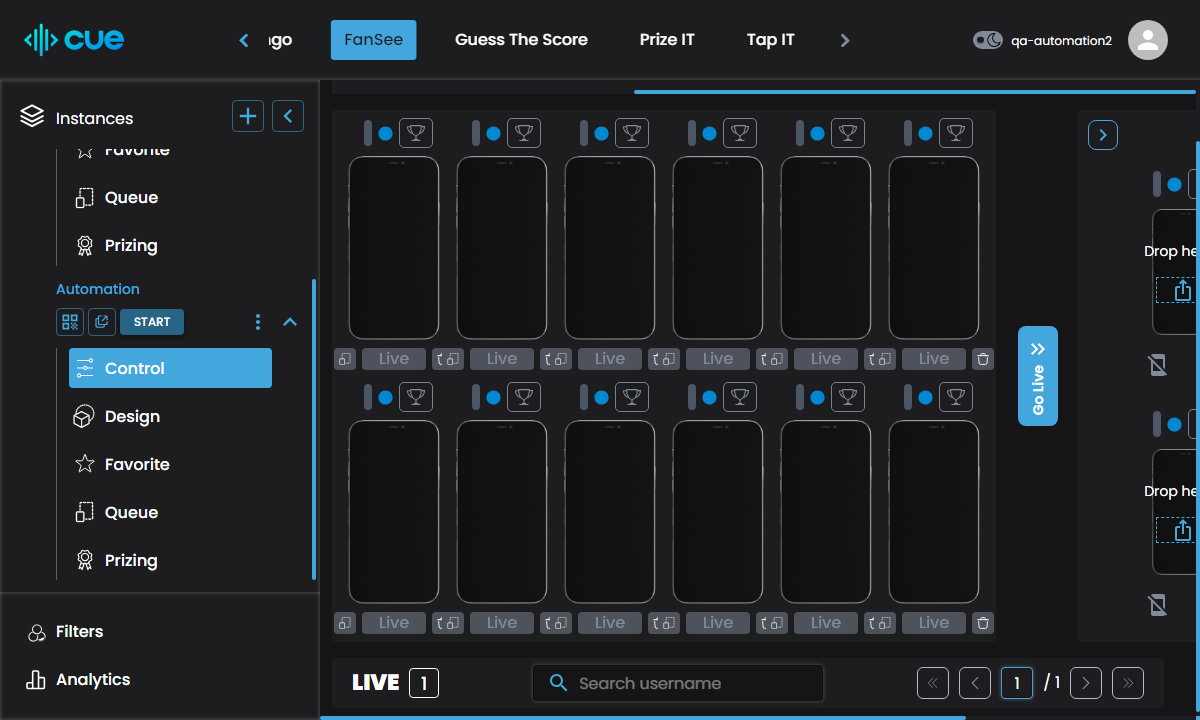 cue
ngo
FanSee
Guess The Score
Prize IT
Tap IT
qa-automation2
Instances
Favorite
Queue
Prizing
Automation
START
Control
Design
Favorite
Queue
Prizing
Filters
Analytics
Live Live Live Live Live Live
Live Live Live Live Live Live
Go Live
Drop he
Drop he
LIVE 1
Search username
1 / 1